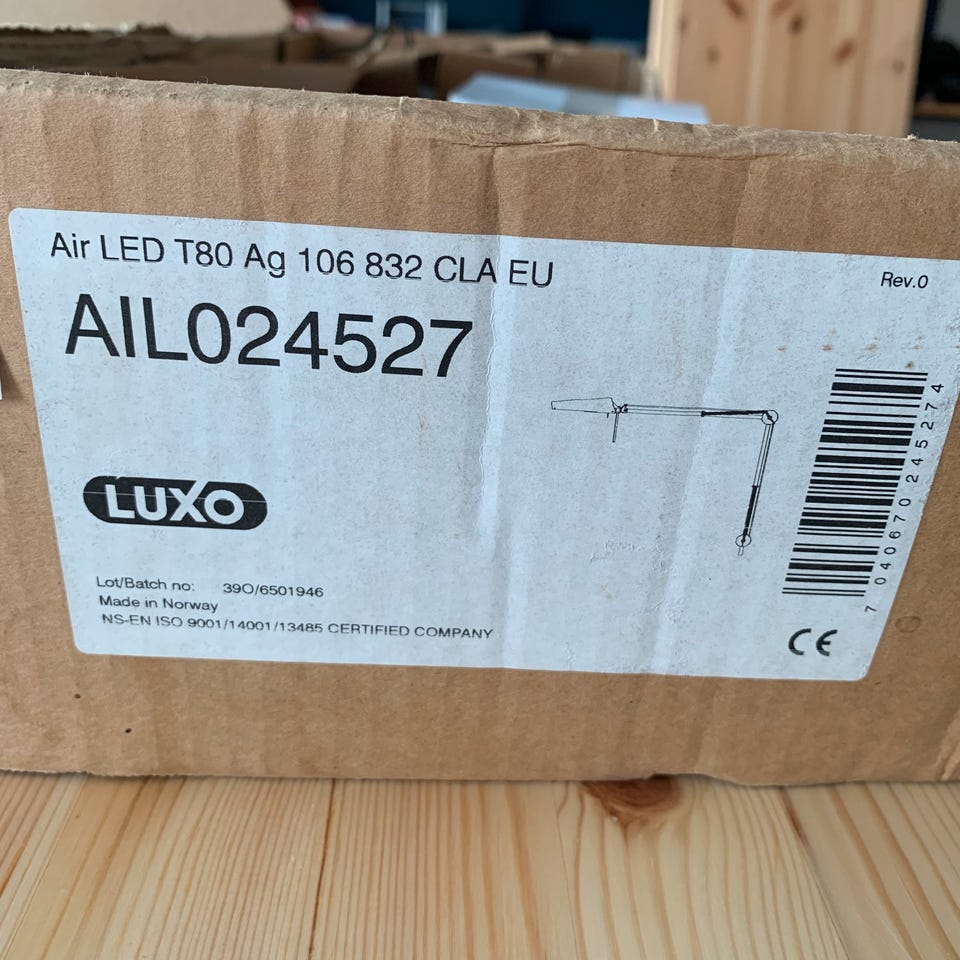 Air LED T80 Ag 106 832 CLA EU
Rev.0
AIL024527
LUXO
7 040670 245274
Lot/Batch no: 39O/6501946
Made in Norway
NS-EN ISO 9001/14001/13485 CERTIFIED COMPANY
CE